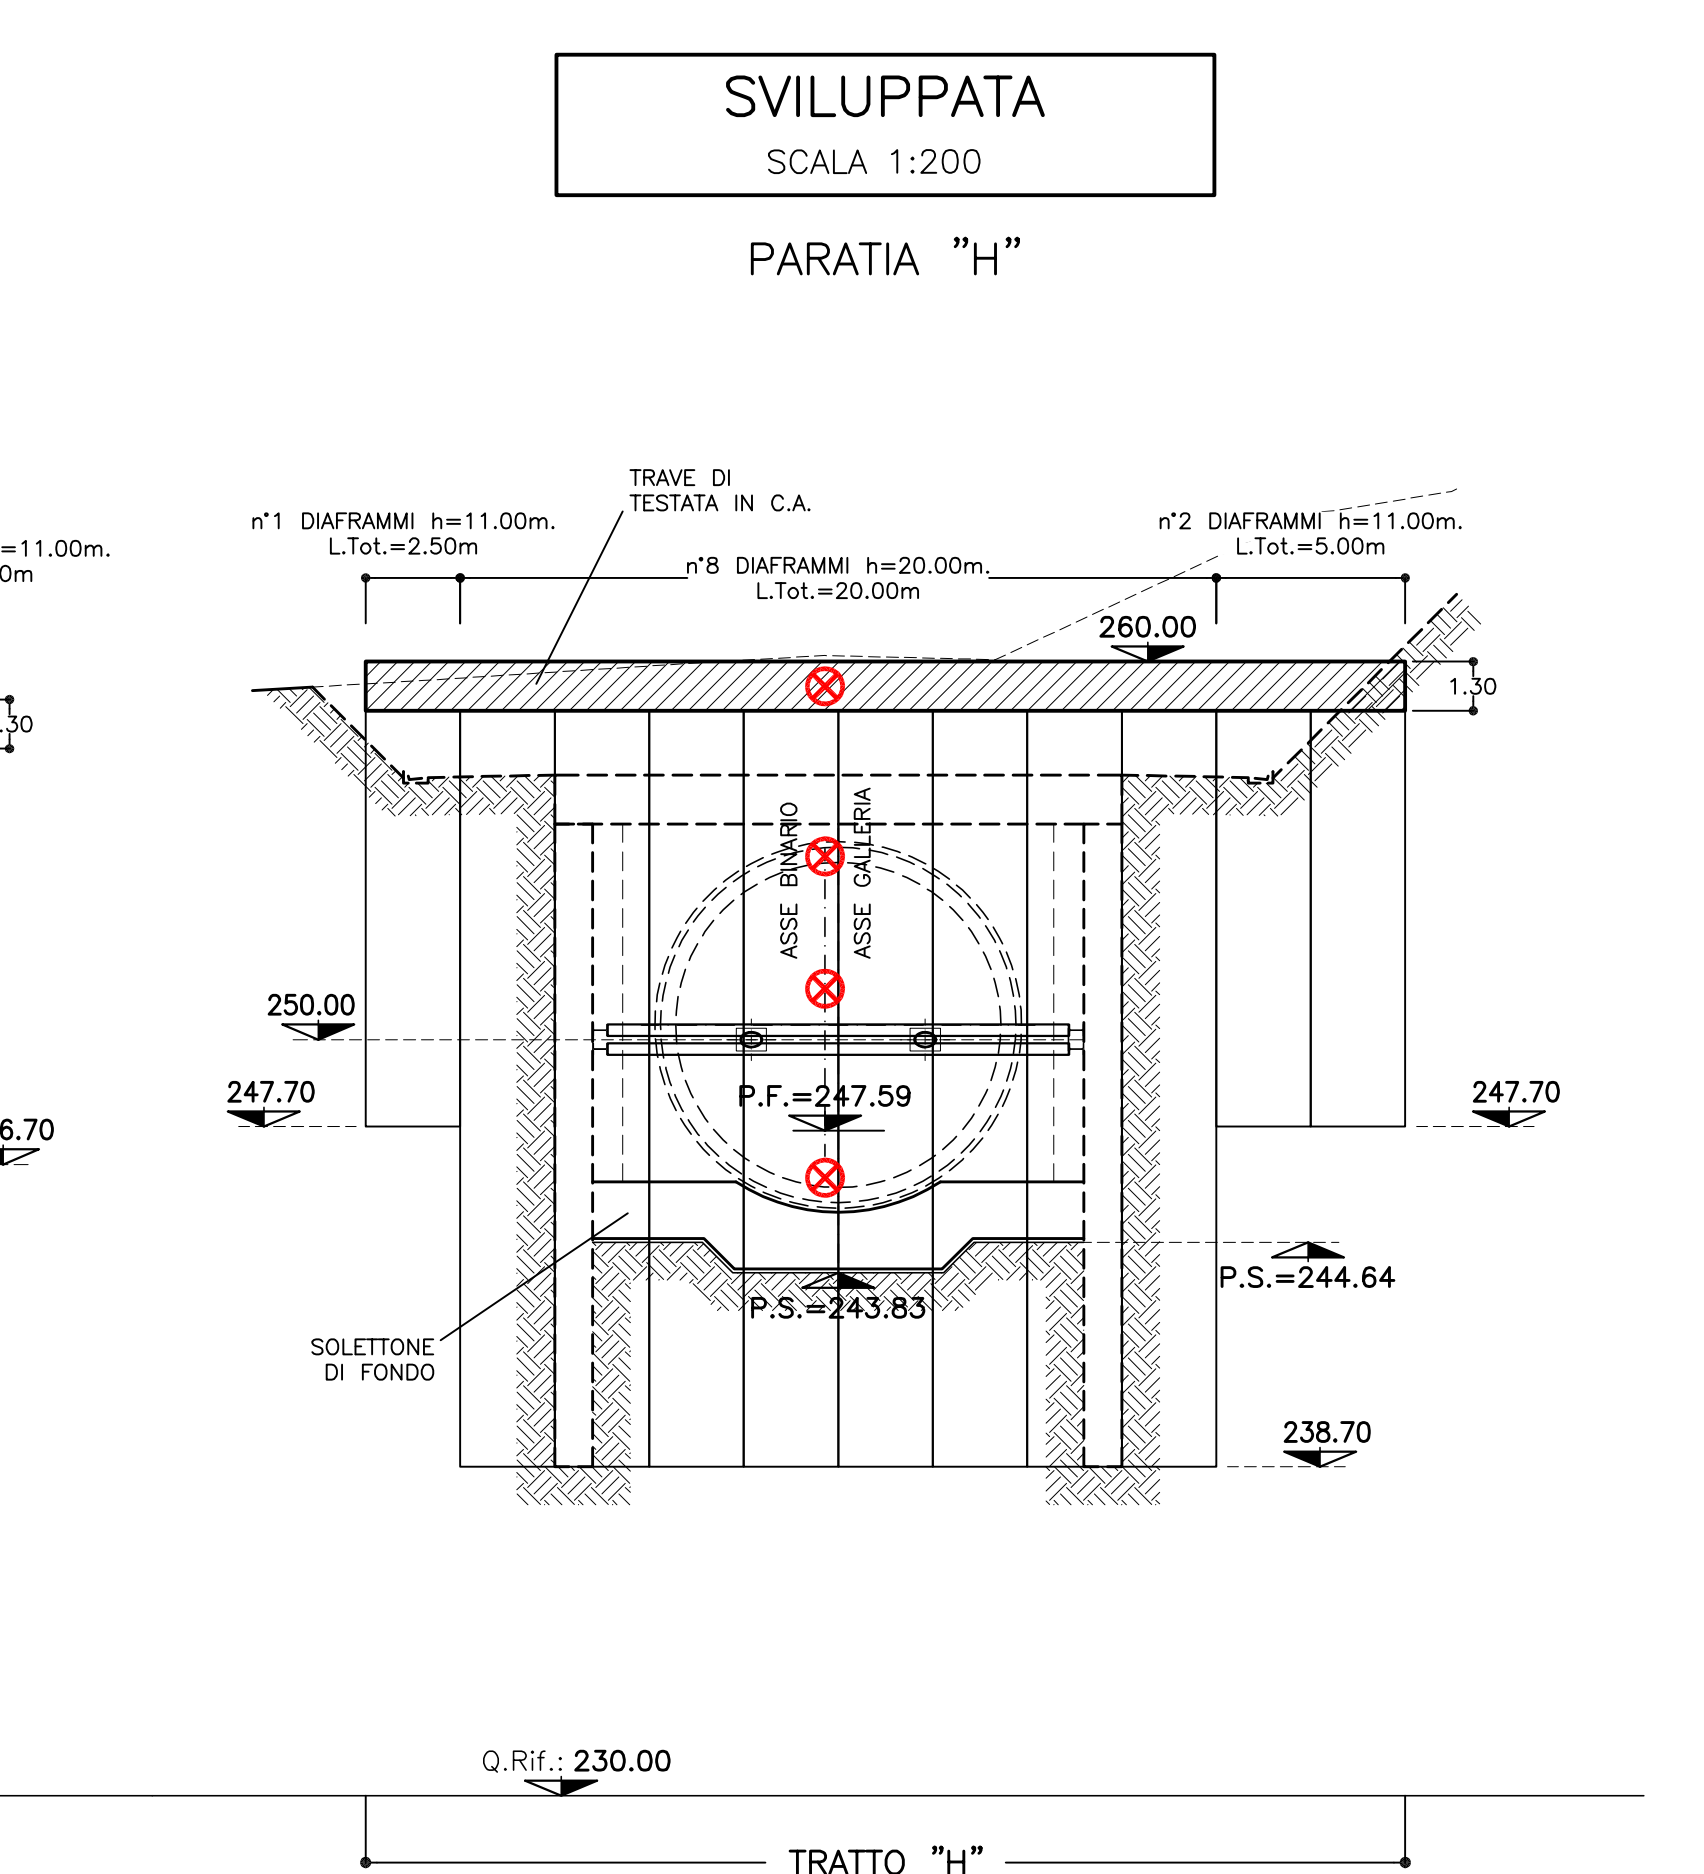 SVILUPPATA
SCALA 1:200
PARATIA "H"
TRAVE DI
TESTATA IN C.A.
n°1 DIAFRAMMI h=11.00m.
L.Tot.=2.50m
n°8 DIAFRAMMI h=20.00m.
L.Tot.=20.00m
n°2 DIAFRAMMI h=11.00m.
L.Tot.=5.00m
=11.00m.
0m
260.00
1.30
.30
ASSE BINARIO
ASSE GALLERIA
250.00
247.70
P.F.=247.59
247.70
6.70
P.S.=244.64
P.S.=243.83
SOLETTONE
DI FONDO
238.70
Q.Rif.: 230.00
TRATTO "H"